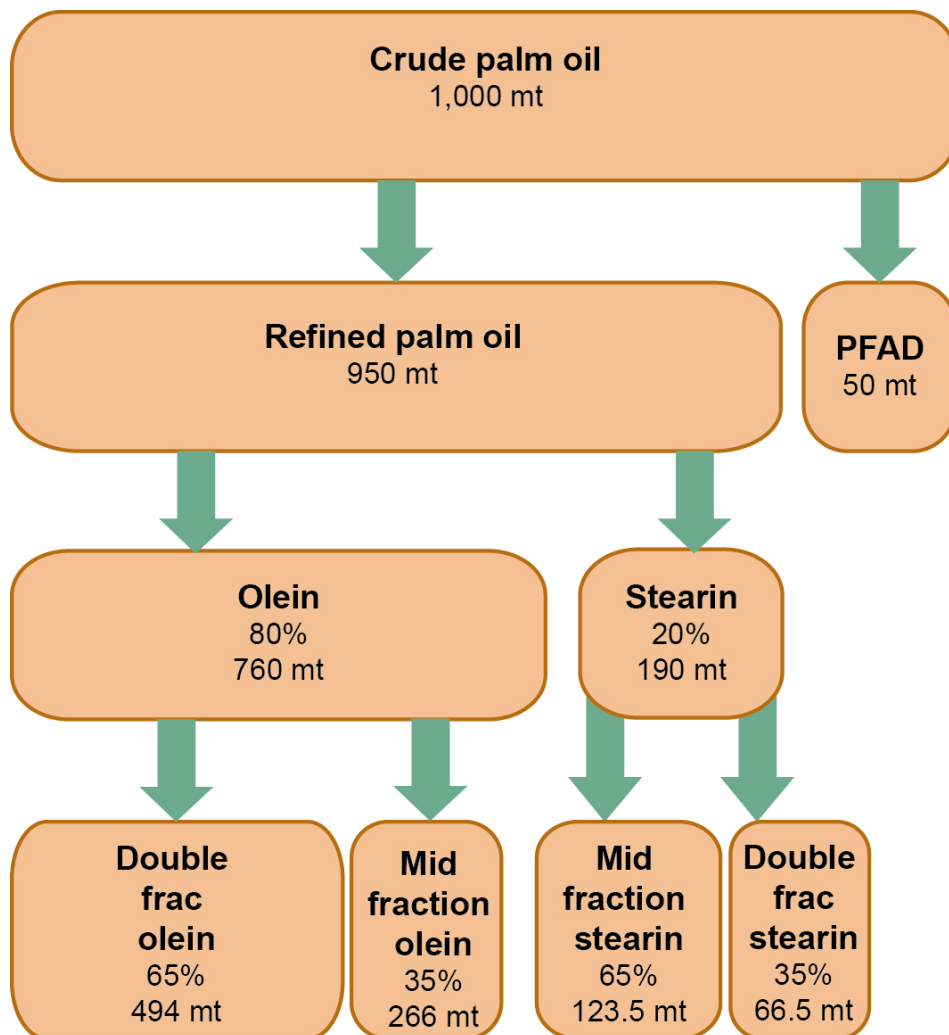 Crude palm oil
1,000 mt
Refined palm oil
950 mt
PFAD
50 mt
Olein
80%
760 mt
Stearin
20%
190 mt
Double
frac
olein
65%
494 mt
Mid
fraction
olein
35%
266 mt
Mid
fraction
stearin
65%
123.5 mt
Double
frac
stearin
35%
66.5 mt